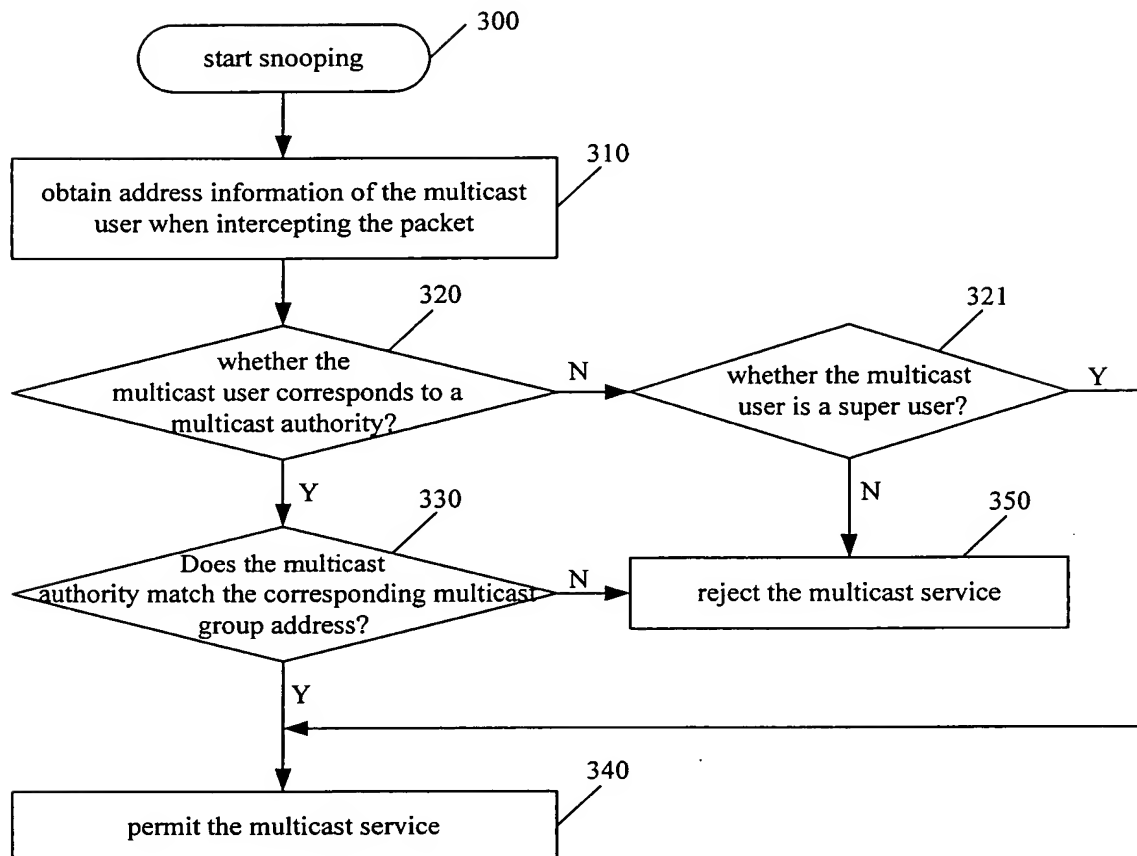 300
start snooping
310
obtain address information of the multicast
user when intercepting the packet
320
whether the
multicast user corresponds to a
multicast authority?
N
321
whether the multicast
user is a super user?
Y
Y
N
330
Does the multicast
authority match the corresponding multicast
group address?
N
350
reject the multicast service
Y
340
permit the multicast service